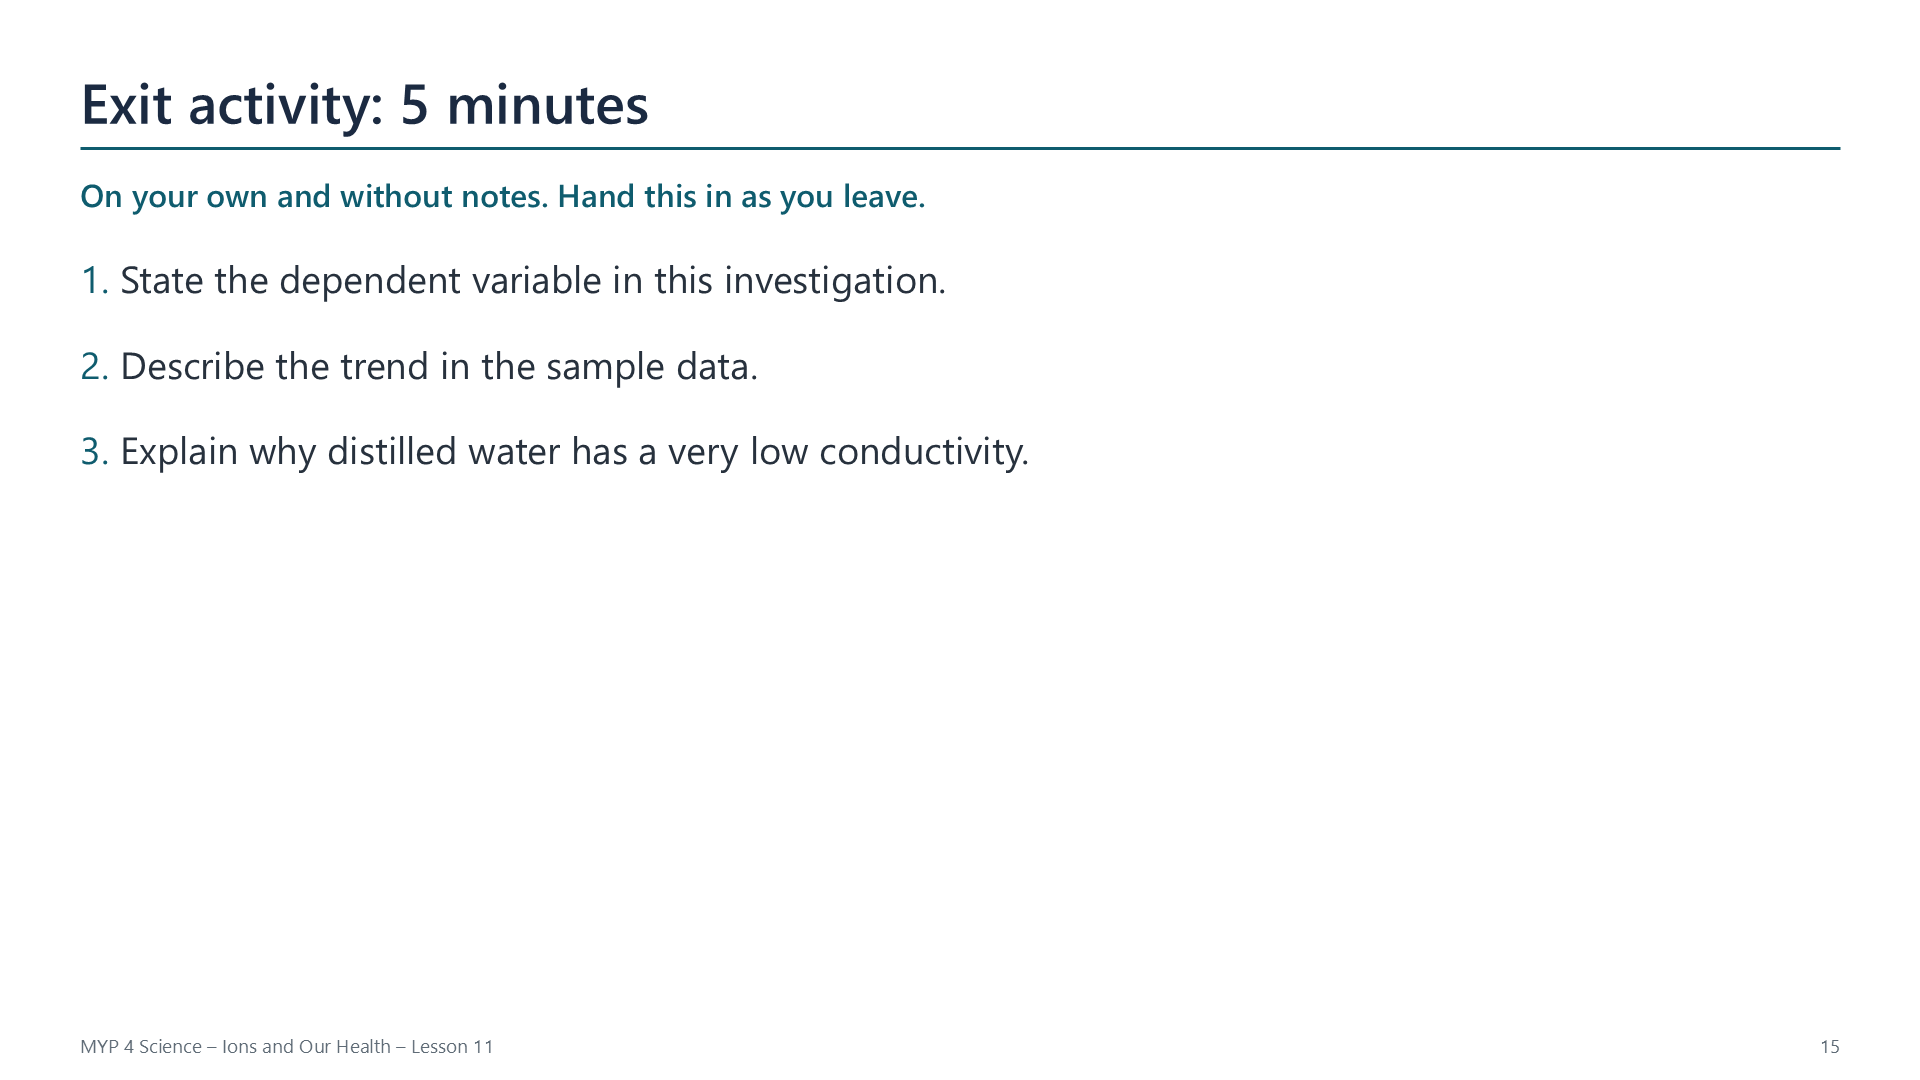 Exit activity: 5 minutes
On your own and without notes. Hand this in as you leave.
1. State the dependent variable in this investigation.
2. Describe the trend in the sample data.
3. Explain why distilled water has a very low conductivity.
MYP 4 Science – Ions and Our Health – Lesson 11
15